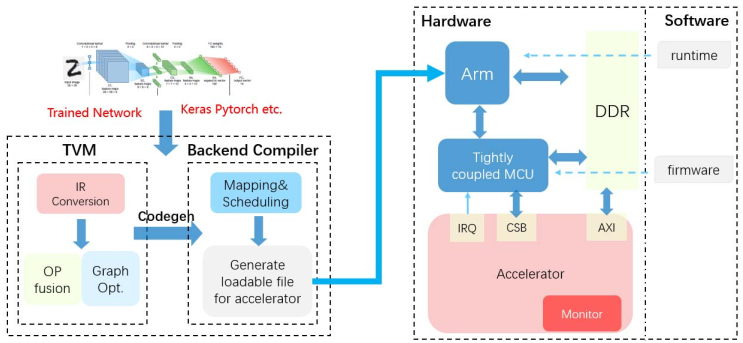 Trained Network
Keras Pytorch etc.
TVM
Backend Compiler
IR
Conversion
OP
fusion
Graph
Opt.
Codegen
Mapping&
Scheduling
Generate
loadable file
for accelerator
Hardware
Software
Arm
DDR
runtime
Tightly
coupled MCU
firmware
IRQ
CSB
AXI
Accelerator
Monitor